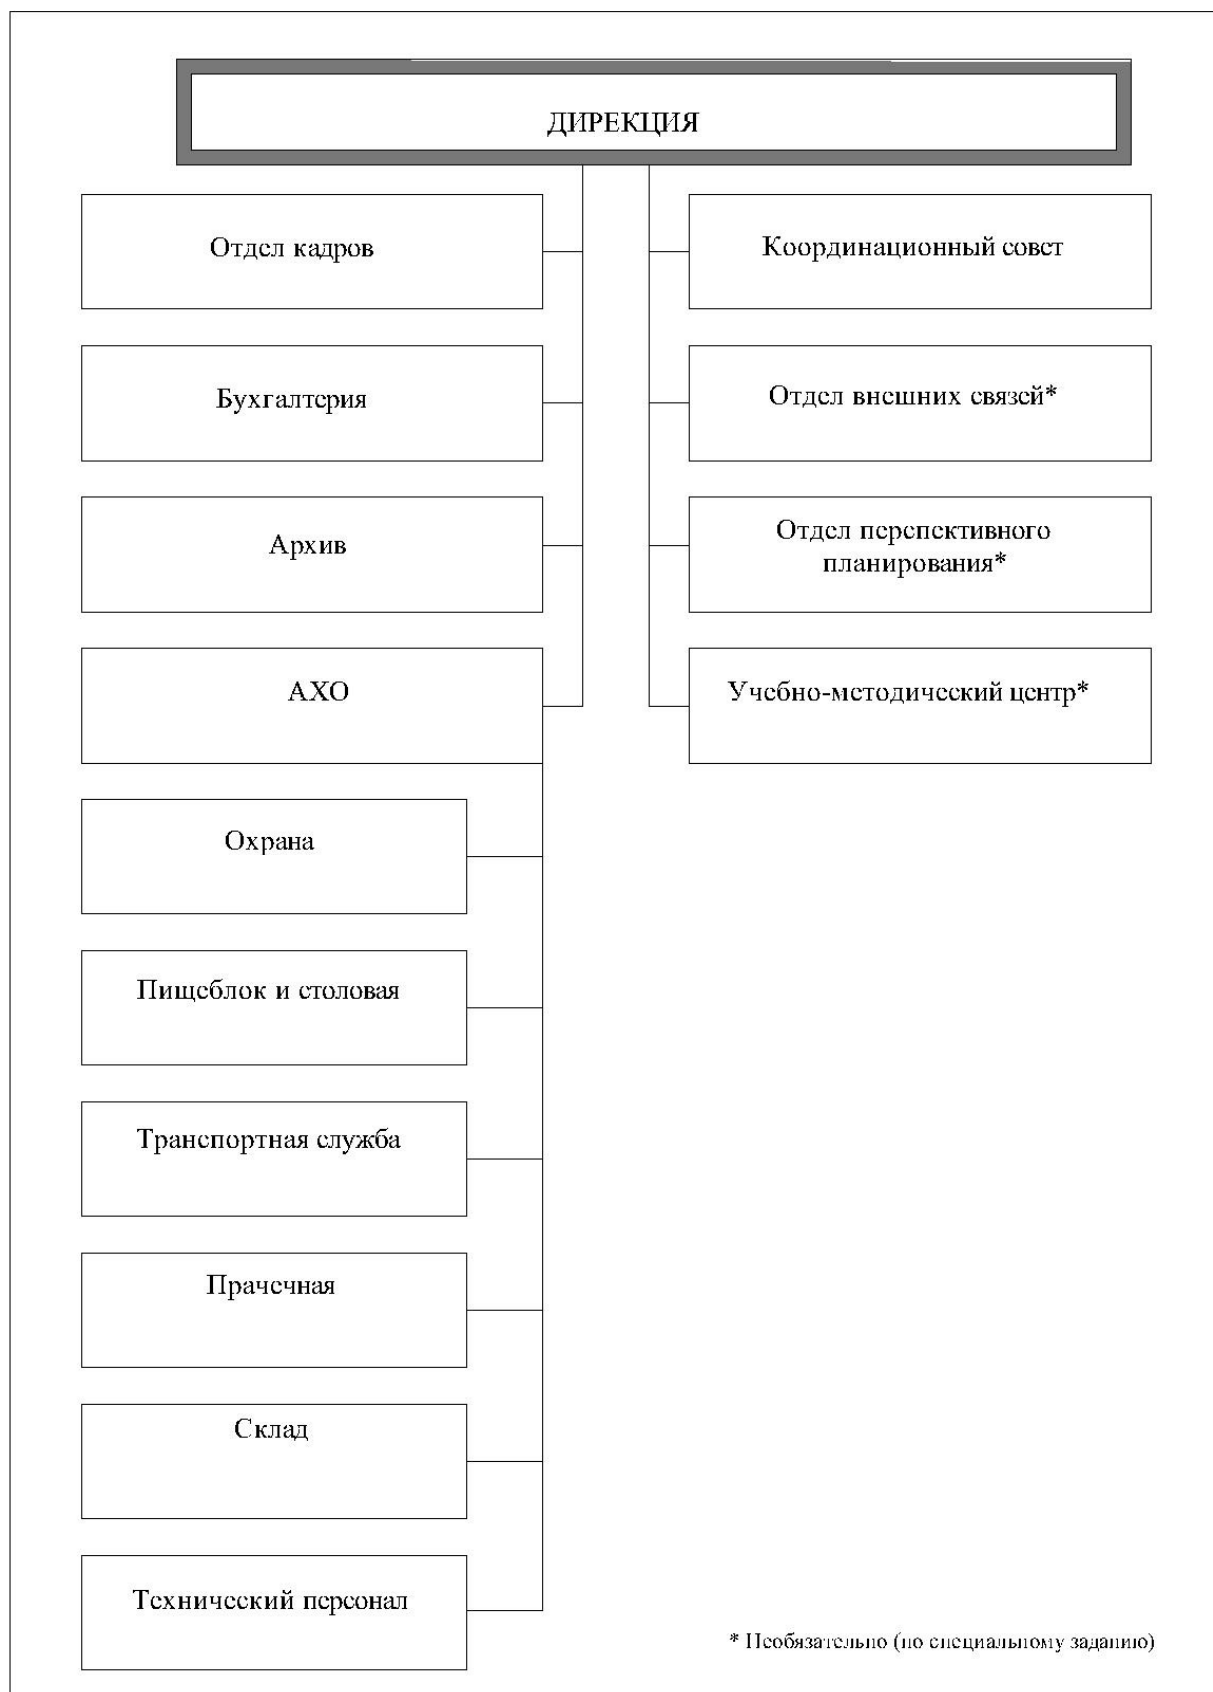 ДИРЕКЦИЯ
Отдел кадров
Координационный совет
Бухгалтерия
Отдел внешних связей*
Архив
Отдел перспективного
планирования*
АХО
Учебно-методический центр*
Охрана
Пищеблок и столовая
Транспортная служба
Прачечная
Склад
Технический персонал
* Необязательно (по специальному заданию)